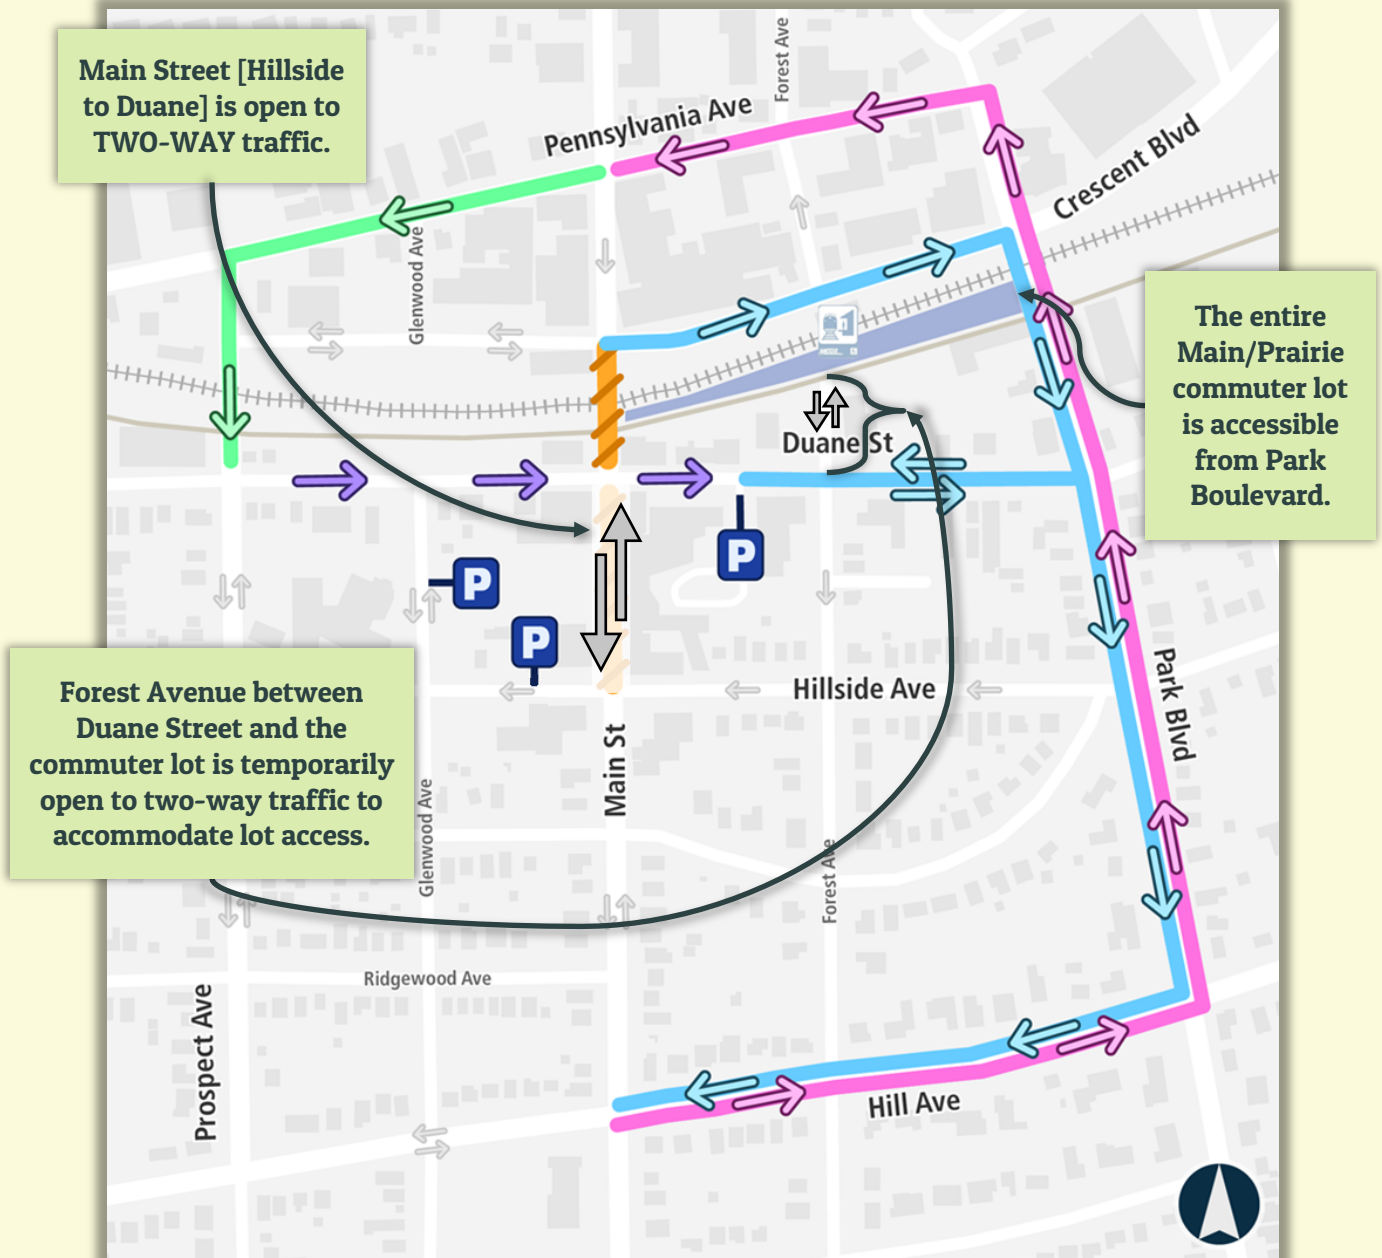 Main Street [Hillside
to Duane] is open to
TWO-WAY traffic.
Forest Ave
Pennsylvania Ave
Crescent Blvd
Glenwood Ave
The entire
Main/Prairie
commuter lot
is accessible
from Park
Boulevard.
Duane St
P
P
P
Hillside Ave
Park Blvd
Main St
Forest Avenue between
Duane Street and the
commuter lot is temporarily
open to two-way traffic to
accommodate lot access.
Glenwood Ave
Forest Ave
Ridgewood Ave
Prospect Ave
Hill Ave